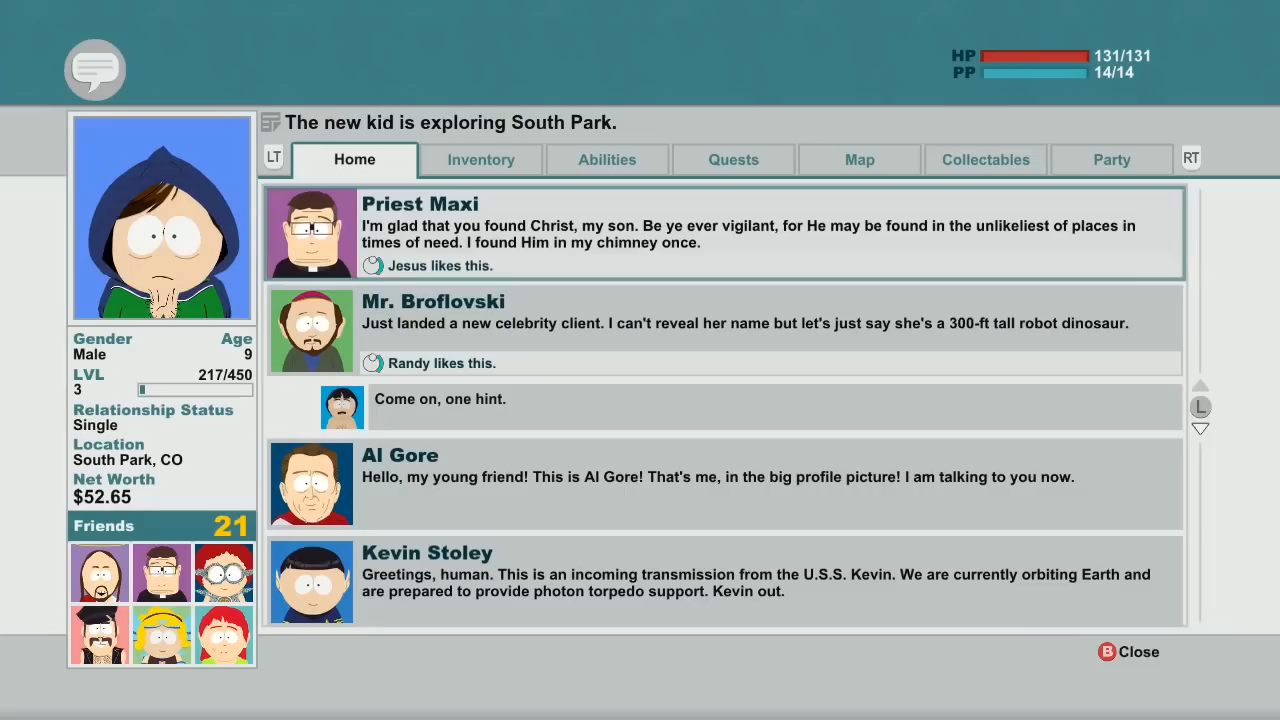 HP 131/131
PP 14/14
The new kid is exploring South Park.
LT Home Inventory Abilities Quests Map Collectables Party RT
Priest Maxi
I'm glad that you found Christ, my son. Be ye ever vigilant, for He may be found in the unlikeliest of places in
times of need. I found Him in my chimney once.
Jesus likes this.
Mr. Broflovski
Just landed a new celebrity client. I can't reveal her name but let's just say she's a 300-ft tall robot dinosaur.
Randy likes this.
Come on, one hint.
Al Gore
Hello, my young friend! This is Al Gore! That's me, in the big profile picture! I am talking to you now.
Kevin Stoley
Greetings, human. This is an incoming transmission from the U.S.S. Kevin. We are currently orbiting Earth and
are prepared to provide photon torpedo support. Kevin out.
Gender Age
Male 9
LVL 217/450
3
Relationship Status
Single
Location
South Park, CO
Net Worth
$52.65
Friends 21
L
B Close